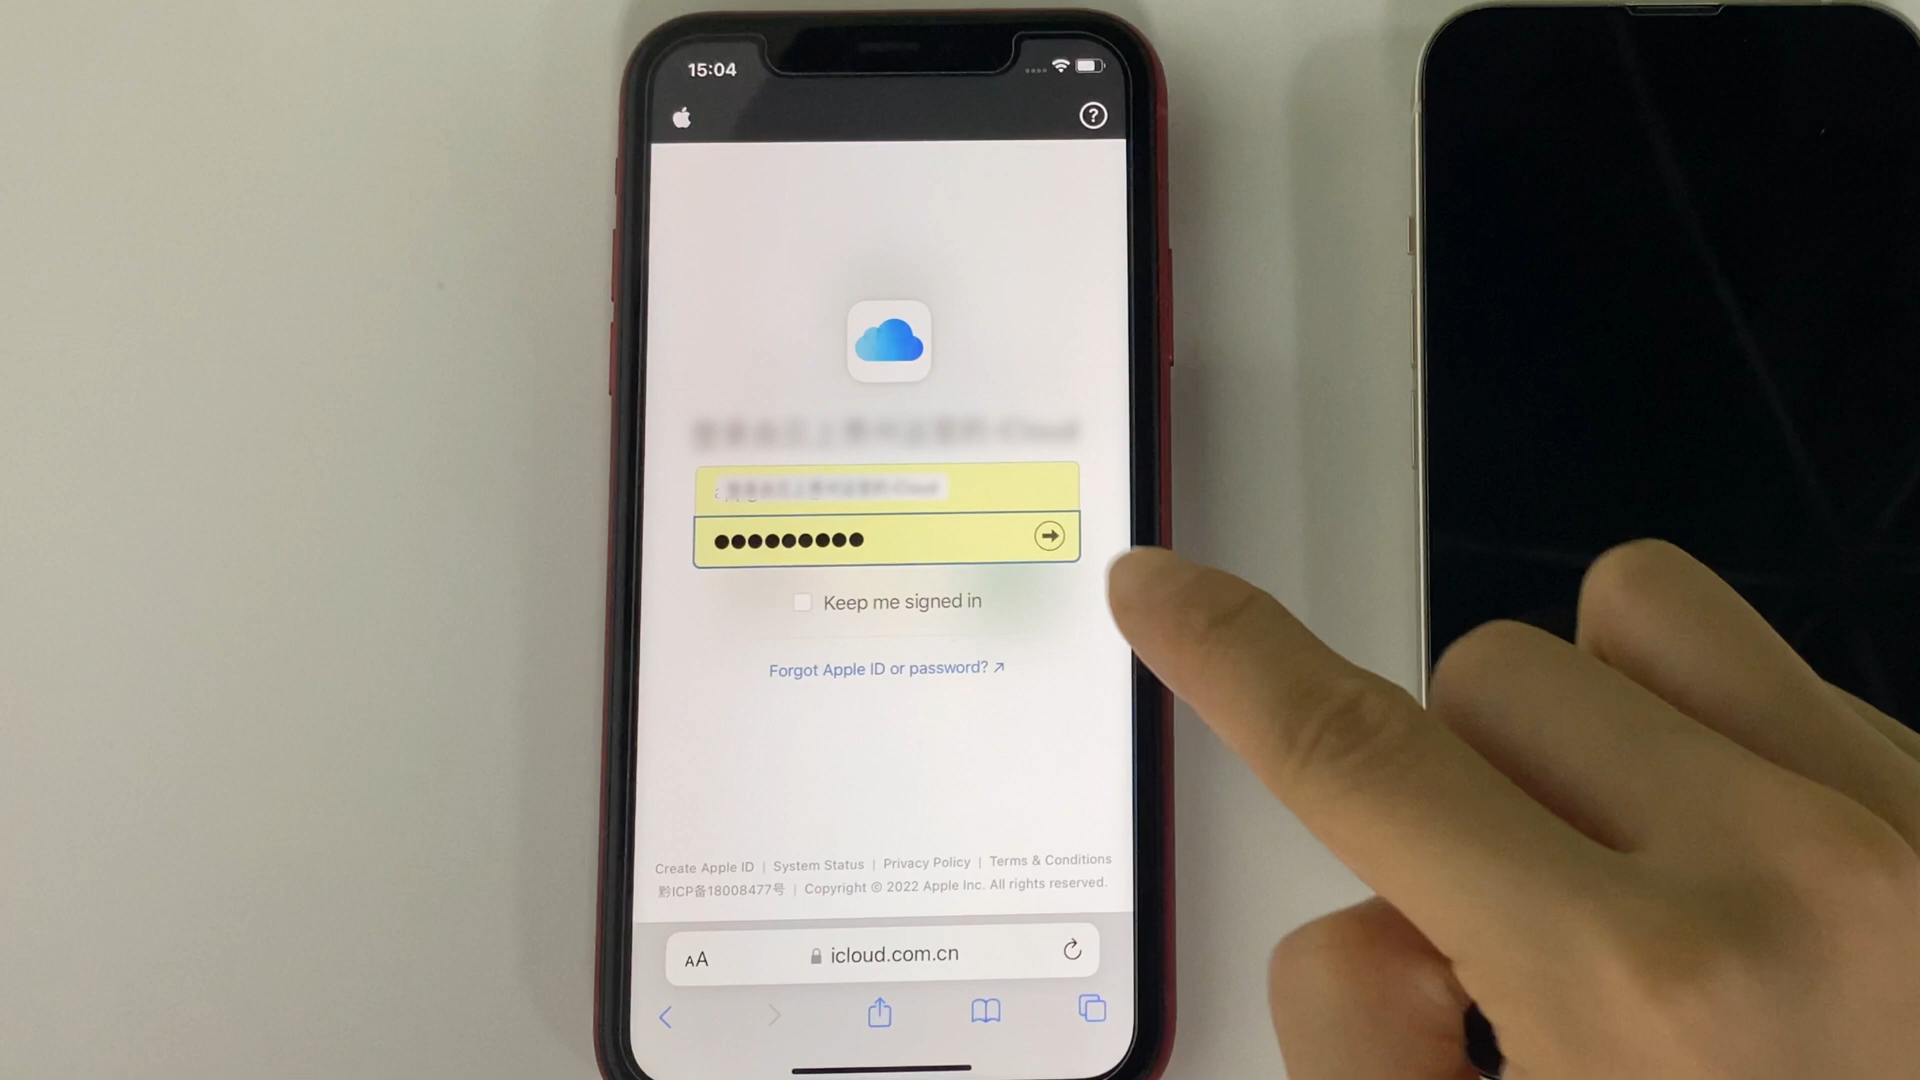 15:04
?
●●●●●●●●●
Keep me signed in
Forgot Apple ID or password? ↗
Create Apple ID | System Status | Privacy Policy | Terms & Conditions
黔ICP备18008477号 | Copyright © 2022 Apple Inc. All rights reserved.
AA icloud.com.cn